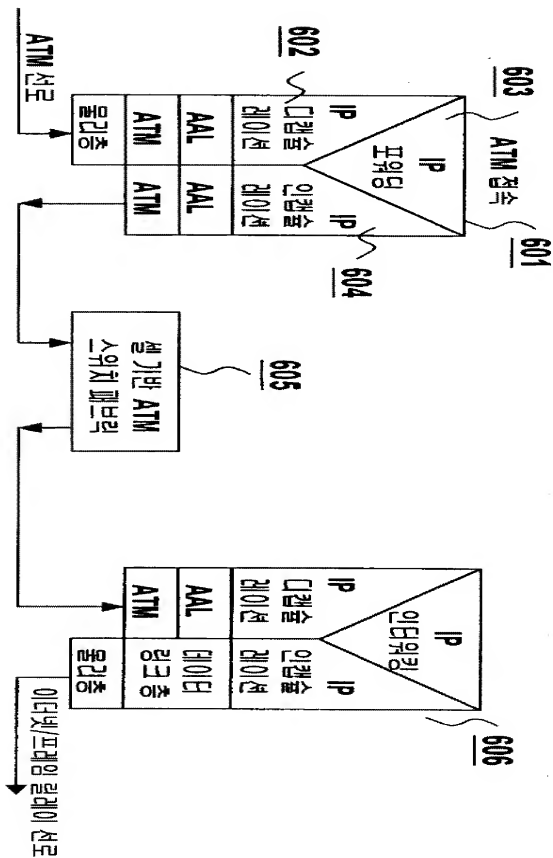 ATM 접속
601
603
IP
포워딩
602
IP
디캡슐
레이션
IP
인캡슐
레이션
604
AAL
AAL
ATM
ATM
물리층
ATM 선로
605
셀 기반 ATM
스위치 패브릭
606
IP
인터워킹
IP
디캡슐
레이션
IP
인캡슐
레이션
AAL
ATM
데이터
링크층
물리층
이더넷/프레임 릴레이 선로